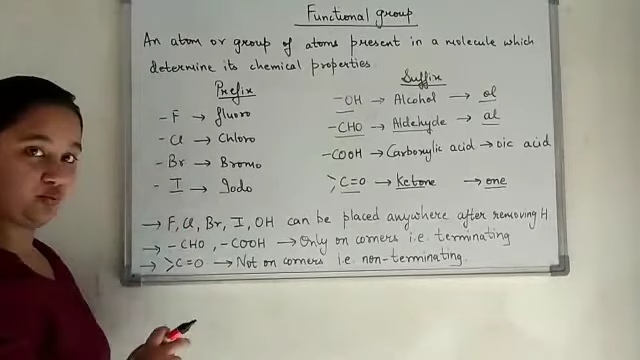 Functional group
An atom or group of atoms present in a molecule which
determine its chemical properties.
Prefix
Suffix
-F → fluoro
-OH → Alcohol → ol
-Cl → Chloro
-CHO → Aldehyde → al
-Br → Bromo
-COOH → Carboxylic acid → oic acid
-I → Iodo
>C=O → Ketone → one
→ F, Cl, Br, I, OH can be placed anywhere after removing H
→ -CHO, -COOH → Only on corners i.e. terminating
→ >C=O → Not on corners i.e. non-terminating.